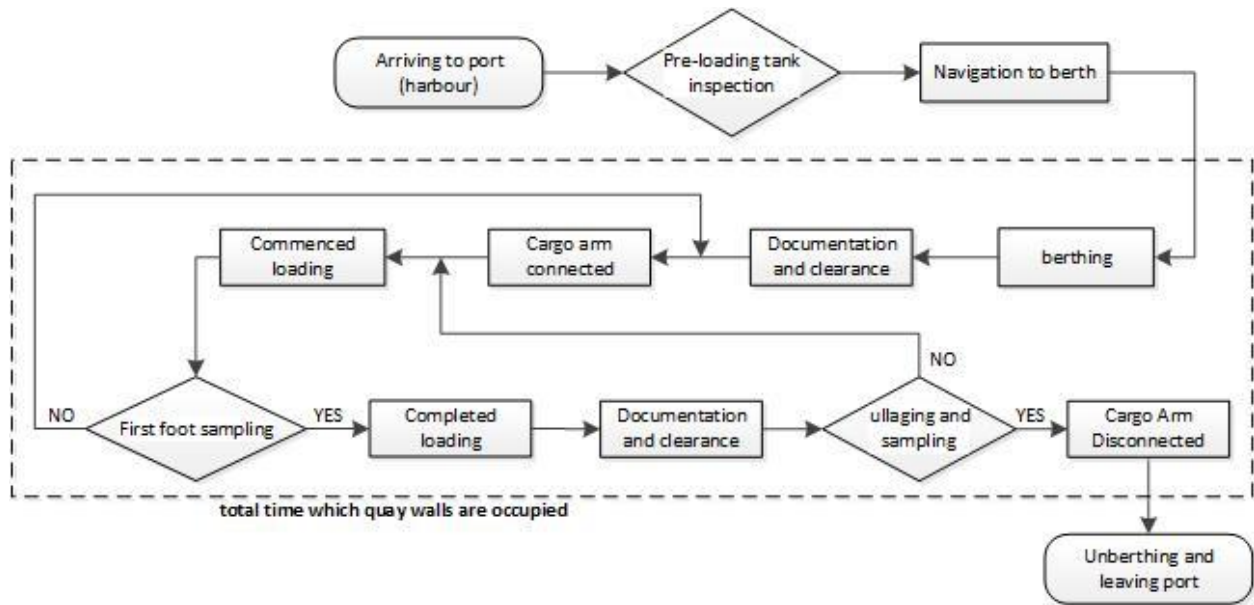 Arriving to port
(harbour)
Pre-loading tank
inspection
Navigation to berth
Commenced
loading
Cargo arm
connected
Documentation
and clearance
berthing
NO
NO
First foot sampling
YES
Completed
loading
Documentation
and clearance
ullaging and
sampling
YES
Cargo Arm
Disconnected
total time which quay walls are occupied
Unberthing and
leaving port